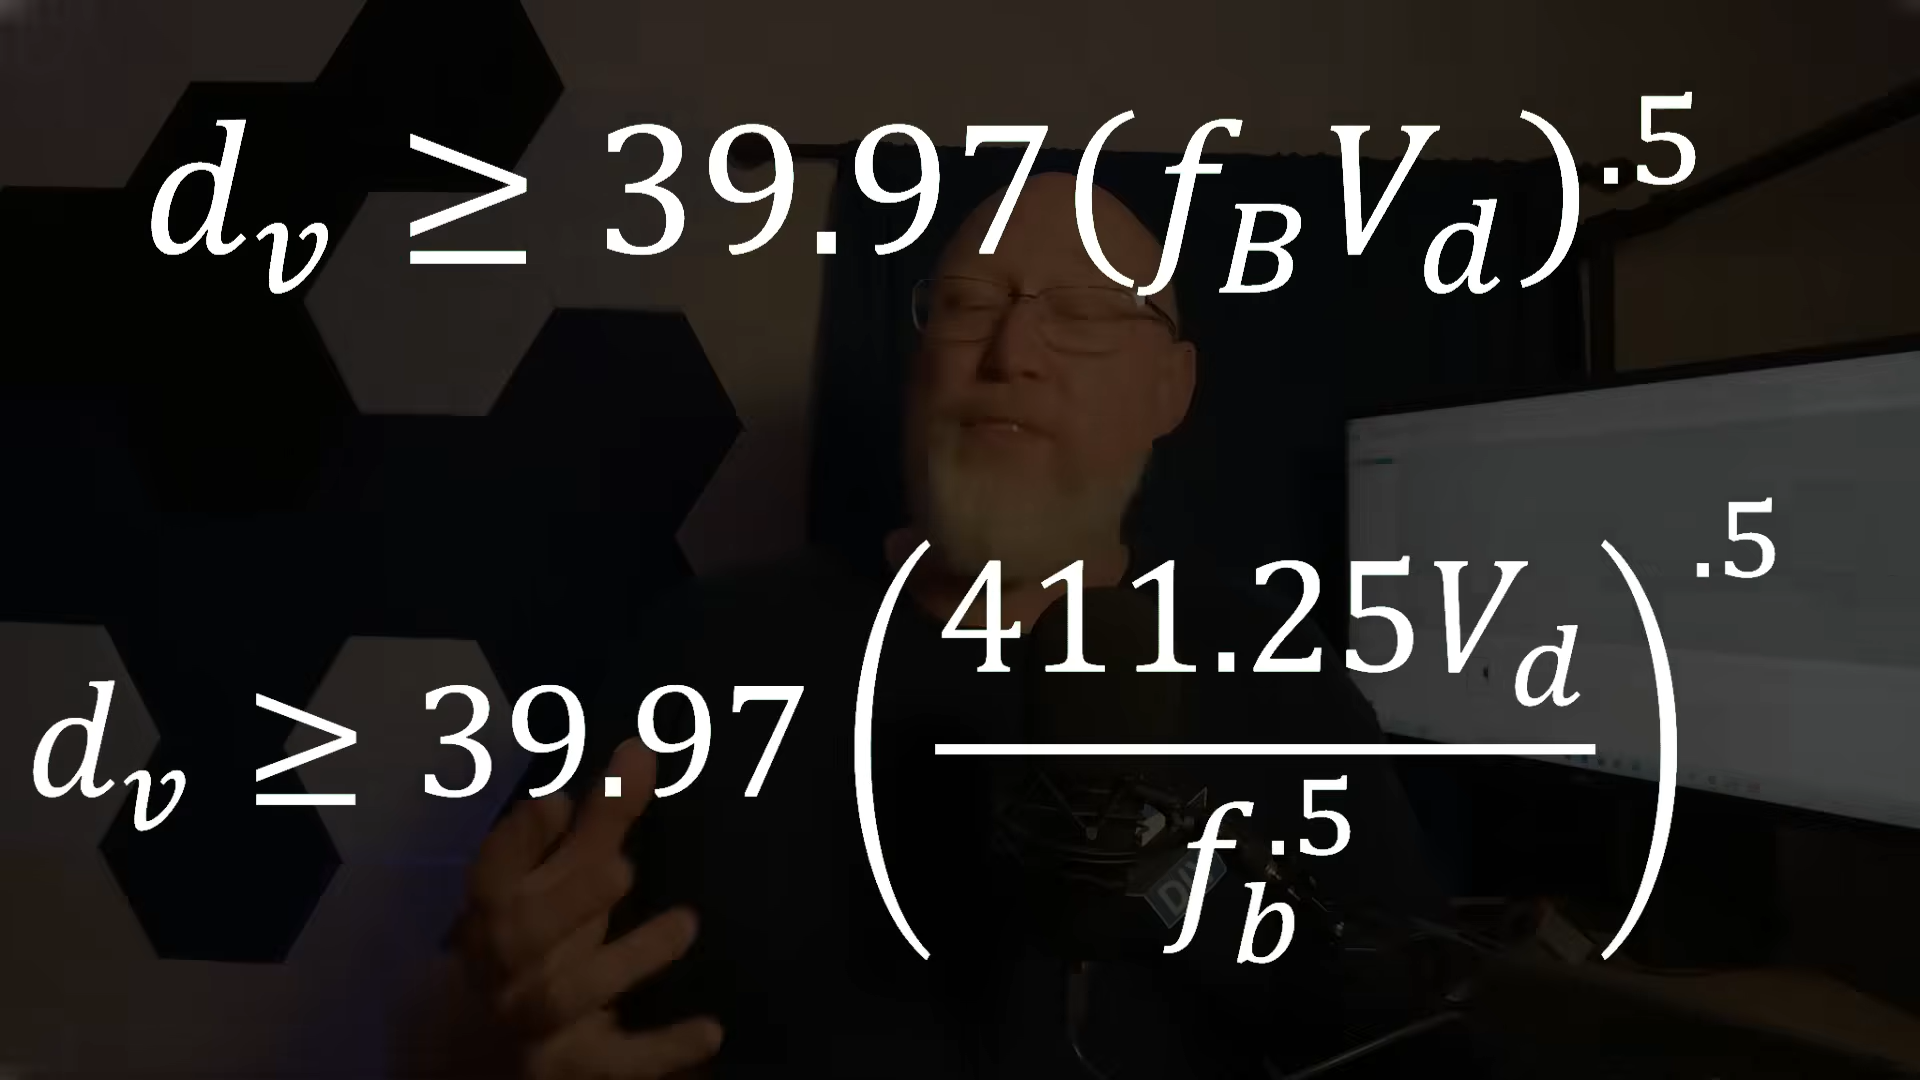 d_v ≥ 39.97(f_B V_d)^.5
d_v ≥ 39.97(411.25V_d / f_b^.5)^.5